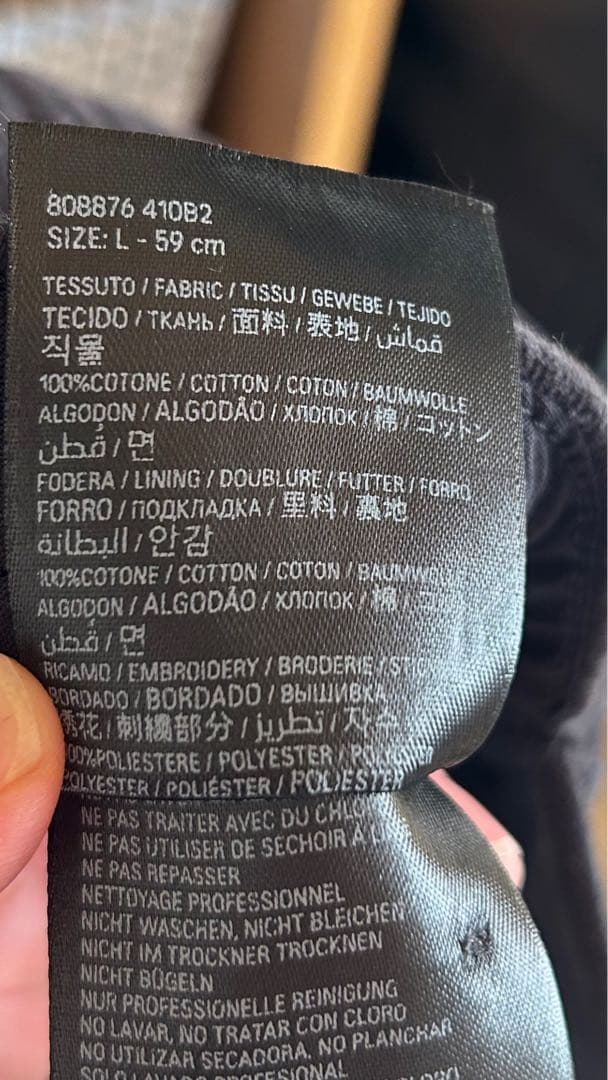 808876 410B2
SIZE: L - 59 cm
TESSUTO / FABRIC / TISSU / GEWEBE / TEJIDO
TECIDO / ТКАНЬ / 面料 / 表地 / قماش
직물
100%COTONE / COTTON / COTON / BAUMWOLLE
ALGODON / ALGODÃO / ХЛОПОК / 棉 / コットン
قُطن / 면
FODERA / LINING / DOUBLURE / FUTTER / FORRO
FORRO / ПОДКЛАДКА / 里料 / 裏地
البطانة / 안감
100%COTONE / COTTON / COTON /
ALGODON / ALGODÃO / ХЛОПОК / 棉 /
قُطن / 면
RICAMO / EMBROIDERY / BRODERIE /
BORDADO / BORDADO / ВЫШИВКА
绣花 / 刺繍部分 / تطريز / 자수
100%POLIESTERE / POLYESTER /
POLYESTER / POLIÉSTER / POLIESTER
NE PAS TRAITER AVEC DU
NE PAS UTILISER DE SECHOIR À
NE PAS REPASSER
NETTOYAGE PROFESSIONNEL
NICHT WASCHEN, NICHT BLEICHEN
NICHT IM TROCKNER TROCKNEN
NICHT BÜGELN
NUR PROFESSIONELLE REINIGUNG
NO LAVAR, NO TRATAR CON CLORO
NO UTILIZAR SECADORA, NO PLANCHAR
SOLO LAVADO PROFESIONAL